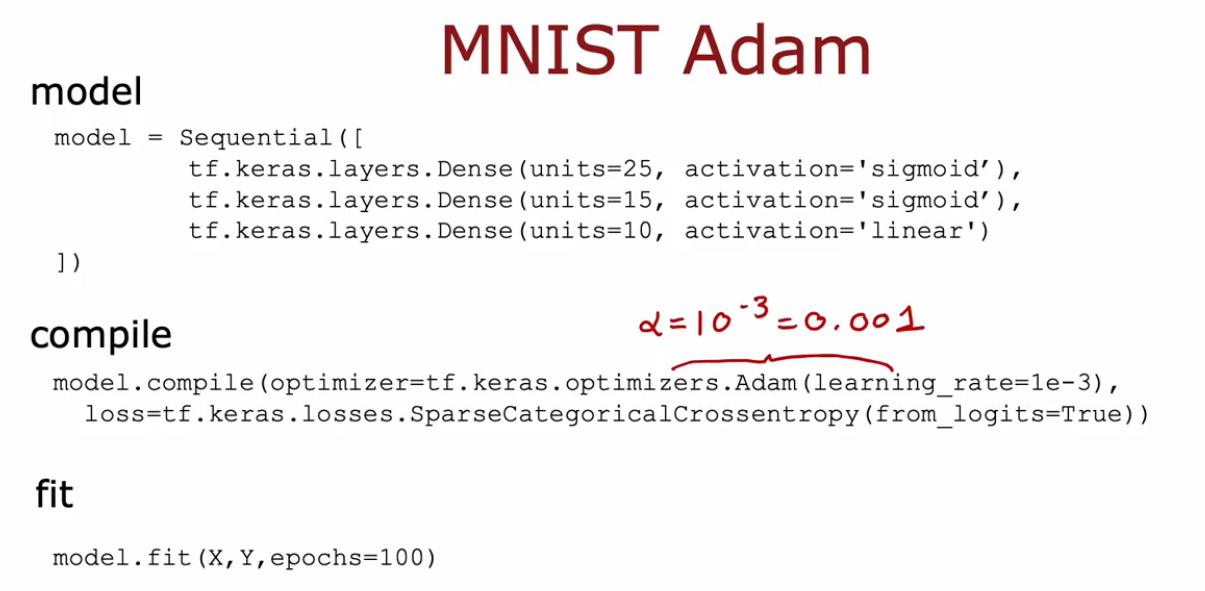 MNIST Adam
model
model = Sequential([
tf.keras.layers.Dense(units=25, activation='sigmoid’),
tf.keras.layers.Dense(units=15, activation='sigmoid’),
tf.keras.layers.Dense(units=10, activation='linear')
])
α=10⁻³=0.001
compile
model.compile(optimizer=tf.keras.optimizers.Adam(learning_rate=1e-3),
loss=tf.keras.losses.SparseCategoricalCrossentropy(from_logits=True))
fit
model.fit(X,Y,epochs=100)